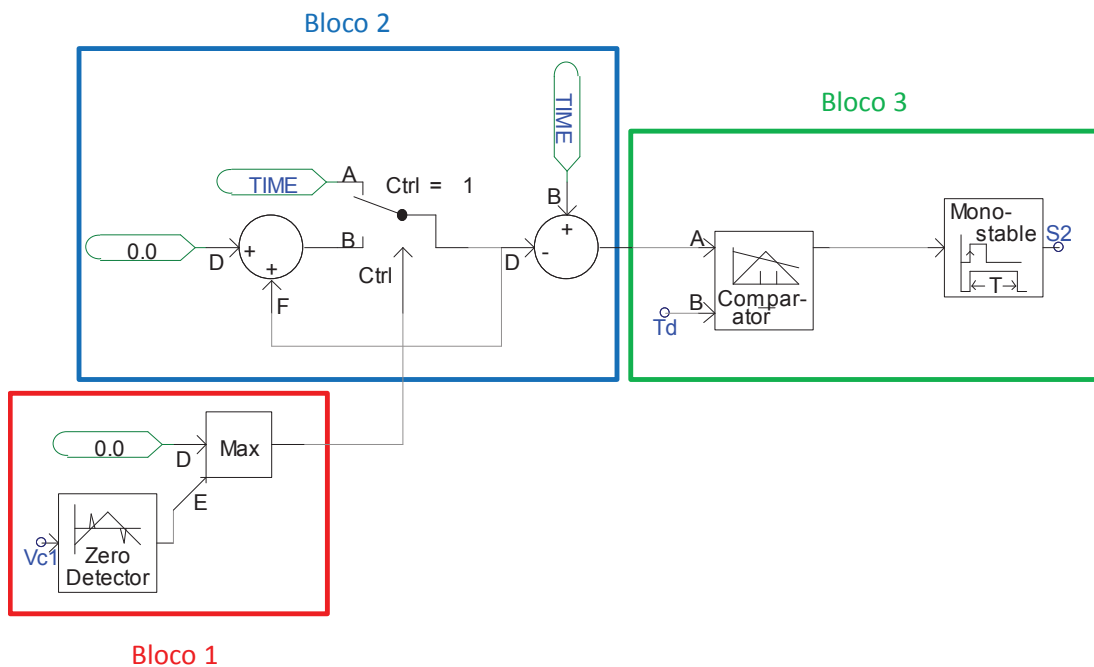 Bloco 2
Bloco 3
TIME
TIME
A
Ctrl = 1
B
0.0
D
+
+
F
B
Ctrl
+
-
D
A
B
Td
Compar-
ator
Mono-
stable
T
S2
0.0
D
Max
E
Vc1
Zero
Detector
Bloco 1